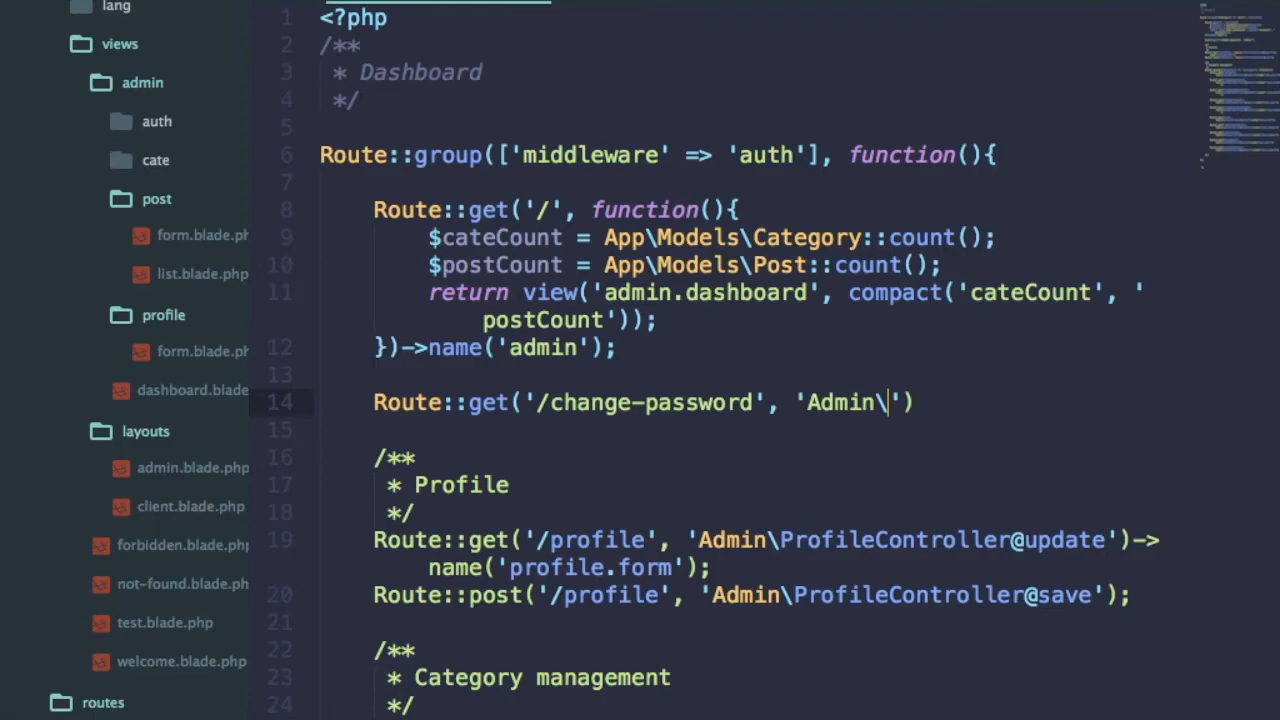 lang
views
admin
auth
cate
post
form.blade.ph
list.blade.php
profile
form.blade.ph
dashboard.blade
layouts
admin.blade.php
client.blade.php
forbidden.blade.php
not-found.blade.ph
test.blade.php
welcome.blade.php
routes
1 <?php
2 /**
3 * Dashboard
4 */
5
6 Route::group(['middleware' => 'auth'], function(){
7
8 Route::get('/', function(){
9 $cateCount = App\Models\Category::count();
10 $postCount = App\Models\Post::count();
11 return view('admin.dashboard', compact('cateCount', '
postCount'));
12 })->name('admin');
13
14 Route::get('/change-password', 'Admin\')
15
16 /**
17 * Profile
18 */
19 Route::get('/profile', 'Admin\ProfileController@update')->
name('profile.form');
20 Route::post('/profile', 'Admin\ProfileController@save');
21
22 /**
23 * Category management
24 */